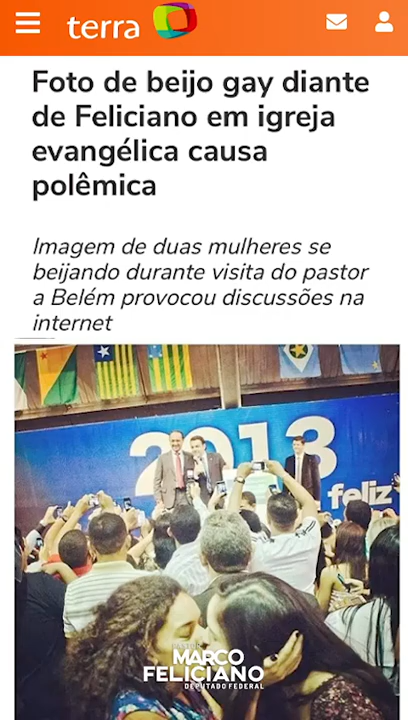 terra
Foto de beijo gay diante
de Feliciano em igreja
evangélica causa
polêmica
Imagem de duas mulheres se
beijando durante visita do pastor
a Belém provocou discussões na
internet
2013
feliz
MARCO
FELICIANO
DEPUTADO FEDERAL